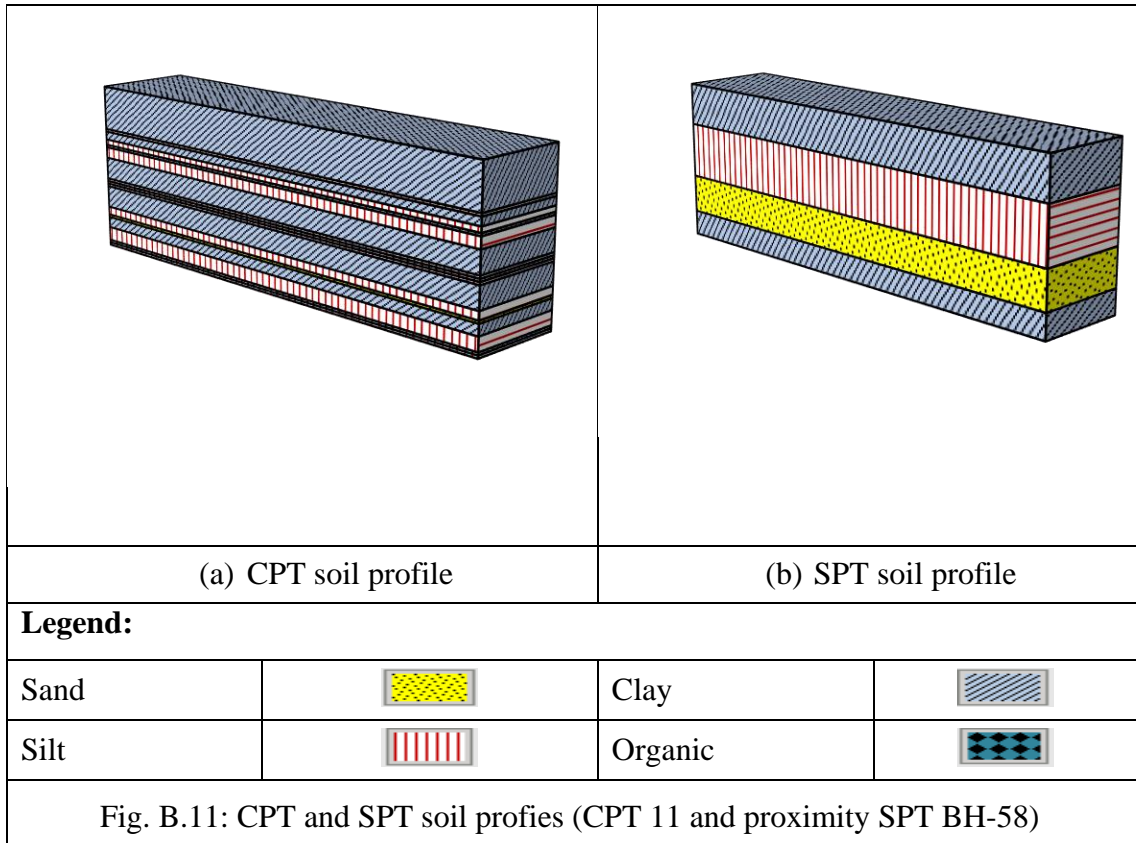 (a) CPT soil profile
(b) SPT soil profile
Legend:
Sand
Clay
Silt
Organic
Fig. B.11: CPT and SPT soil profies (CPT 11 and proximity SPT BH-58)